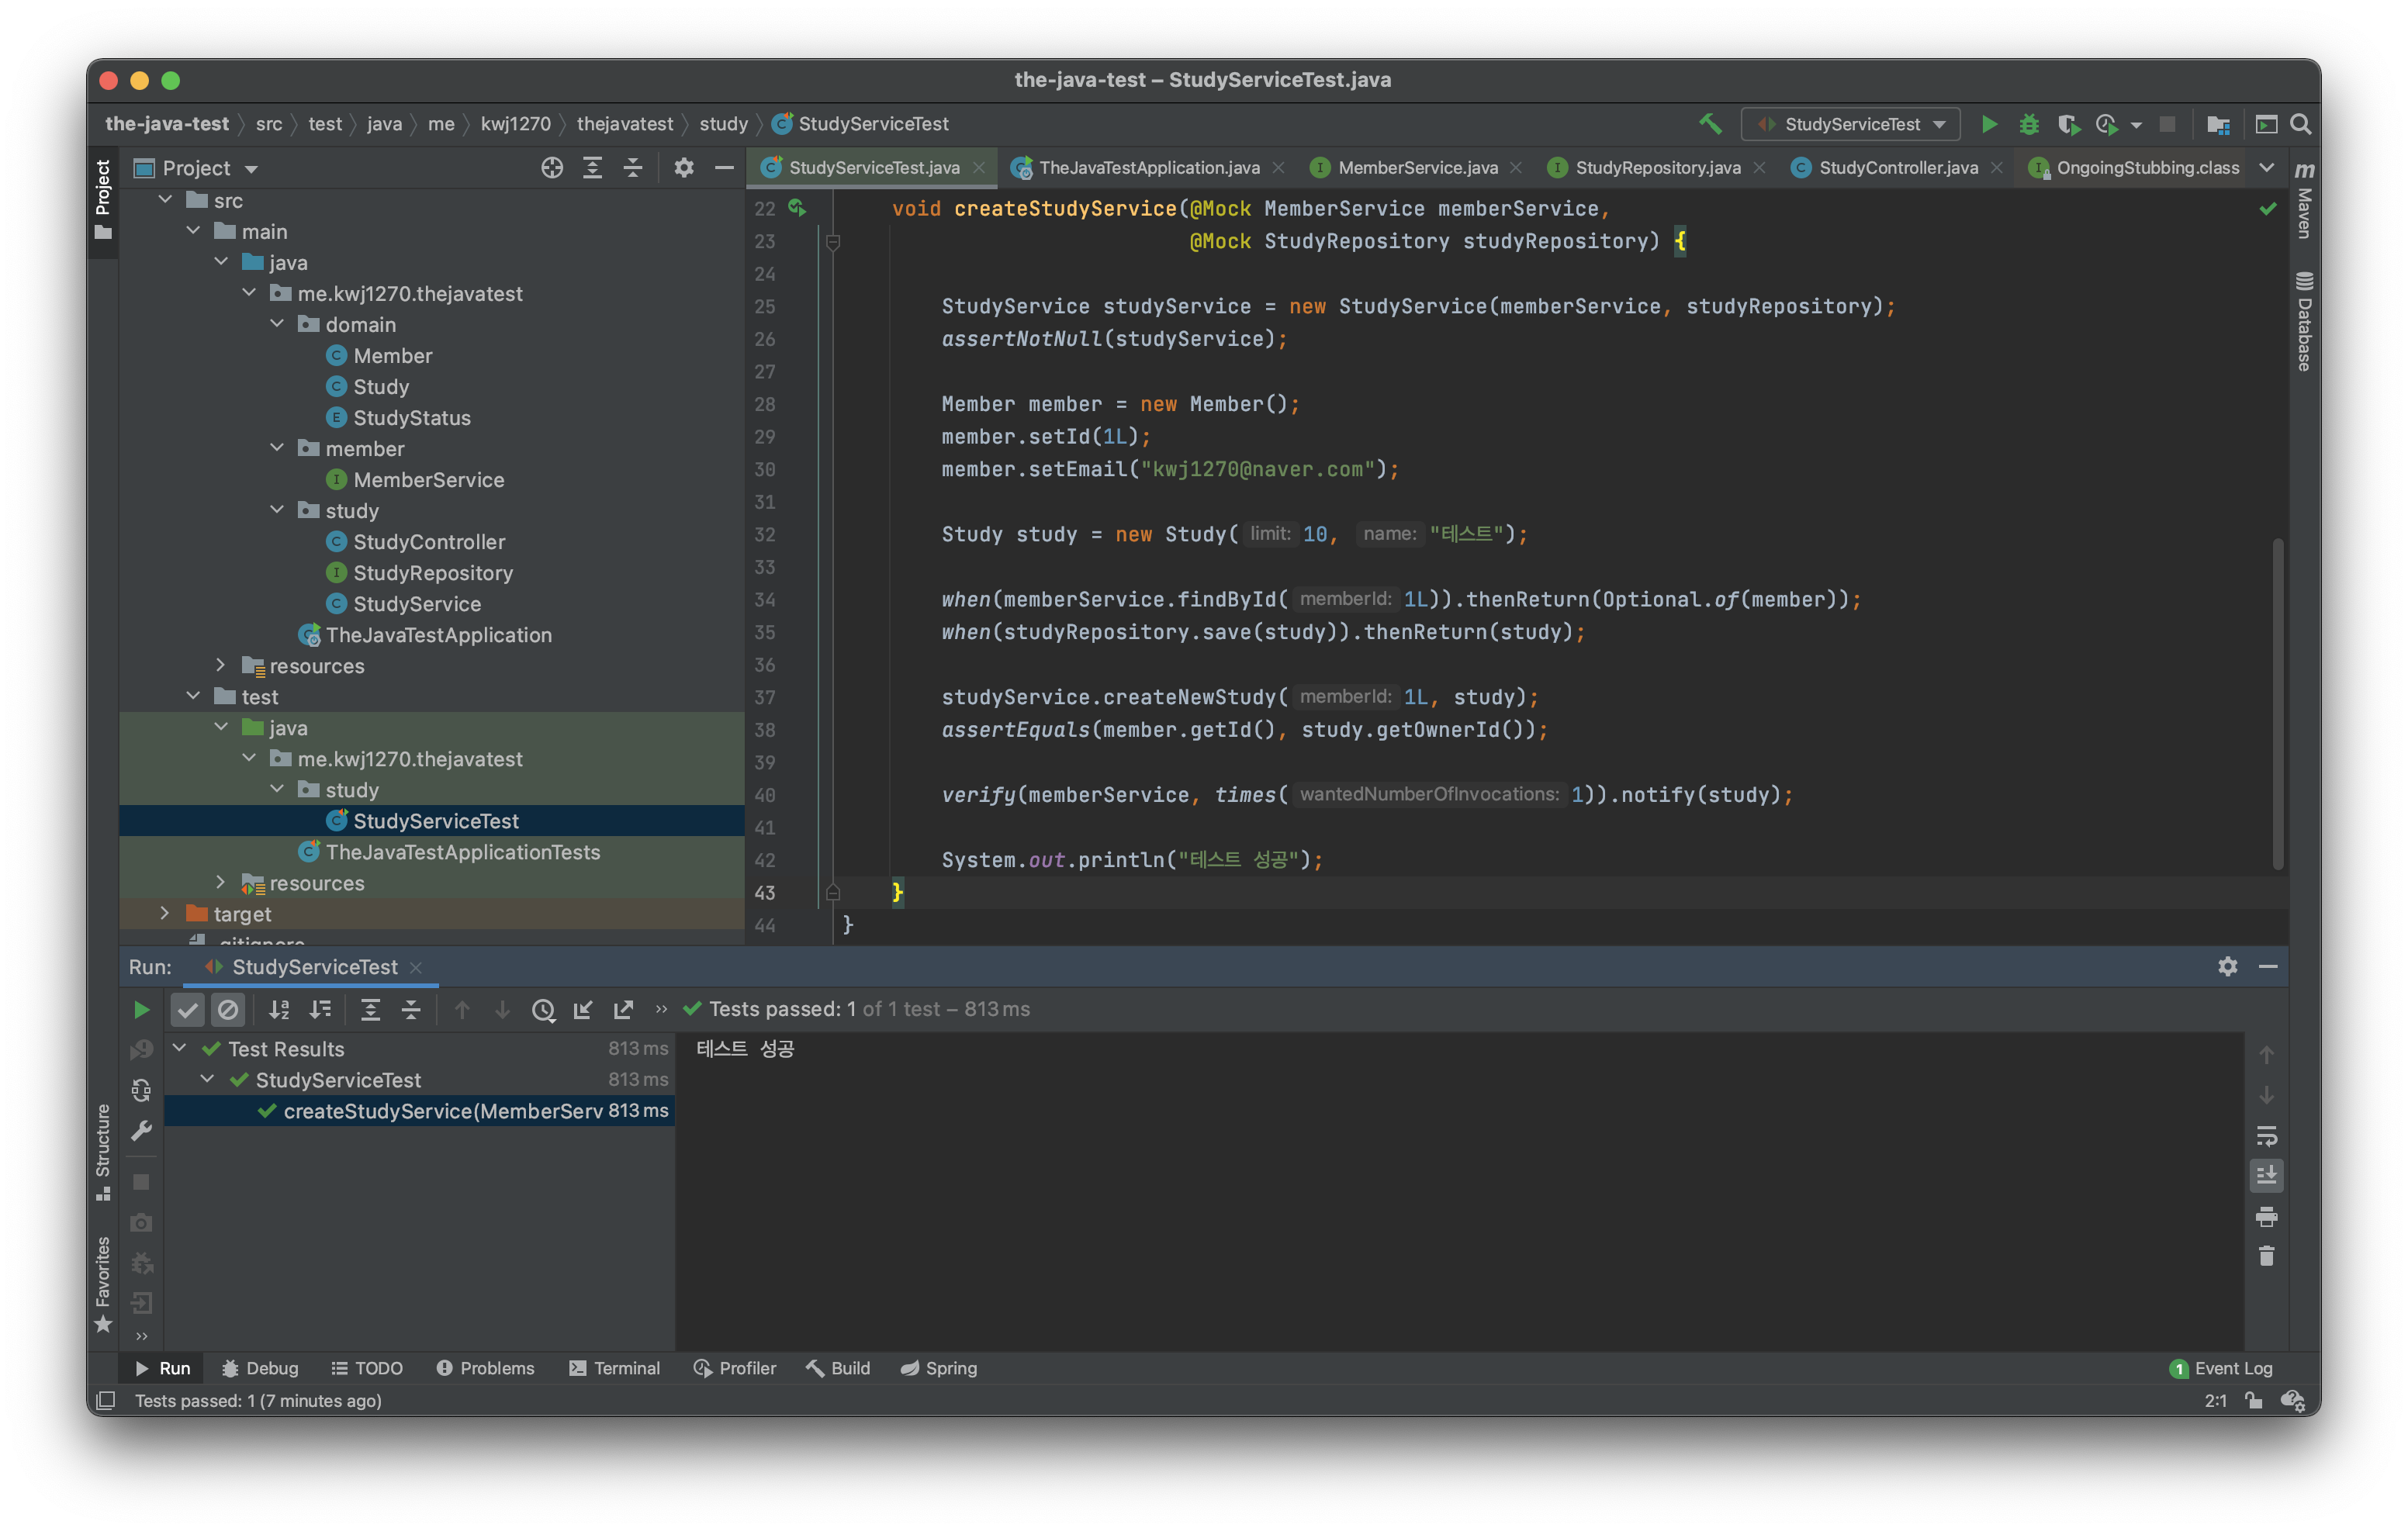 the-java-test – StudyServiceTest.java
the-java-test src test java me kwj1270 thejavatest study StudyServiceTest StudyServiceTest
Project
Project
StudyServiceTest.java TheJavaTestApplication.java MemberService.java StudyRepository.java StudyController.java OngoingStubbing.class
src
main
java
me.kwj1270.thejavatest
domain
Member
Study
StudyStatus
member
MemberService
study
StudyController
StudyRepository
StudyService
TheJavaTestApplication
resources
test
java
me.kwj1270.thejavatest
study
StudyServiceTest
TheJavaTestApplicationTests
resources
target
.gitignore
22 void createStudyService(@Mock MemberService memberService,
23 @Mock StudyRepository studyRepository) {
24
25 StudyService studyService = new StudyService(memberService, studyRepository);
26 assertNotNull(studyService);
27
28 Member member = new Member();
29 member.setId(1L);
30 member.setEmail("kwj1270@naver.com");
31
32 Study study = new Study( limit: 10, name: "테스트");
33
34 when(memberService.findById( memberId: 1L)).thenReturn(Optional.of(member));
35 when(studyRepository.save(study)).thenReturn(study);
36
37 studyService.createNewStudy( memberId: 1L, study);
38 assertEquals(member.getId(), study.getOwnerId());
39
40 verify(memberService, times( wantedNumberOfInvocations: 1)).notify(study);
41
42 System.out.println("테스트 성공");
43 }
44 }
m Maven
Database
Run: StudyServiceTest
Tests passed: 1 of 1 test – 813 ms
Test Results 813 ms
StudyServiceTest 813 ms
createStudyService(MemberServ 813 ms
테스트 성공
Structure
Favorites
Run Debug TODO Problems Terminal Profiler Build Spring 1 Event Log
Tests passed: 1 (7 minutes ago) 2:1